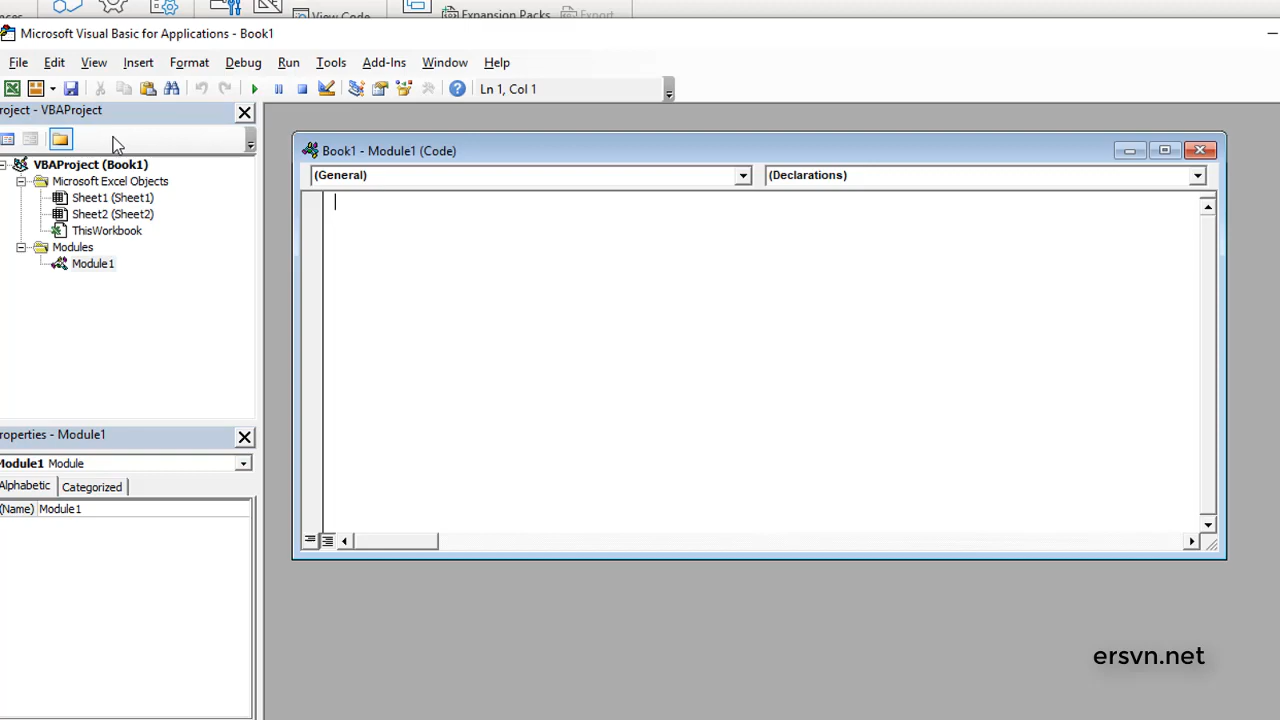 View Code
Expansion Packs
Export
Microsoft Visual Basic for Applications - Book1
File Edit View Insert Format Debug Run Tools Add-Ins Window Help
Ln 1, Col 1
roject - VBAProject
VBAProject (Book1)
Microsoft Excel Objects
Sheet1 (Sheet1)
Sheet2 (Sheet2)
ThisWorkbook
Modules
Module1
Book1 - Module1 (Code)
(General)
(Declarations)
roperties - Module1
Module1 Module
Alphabetic Categorized
(Name) Module1
ersvn.net